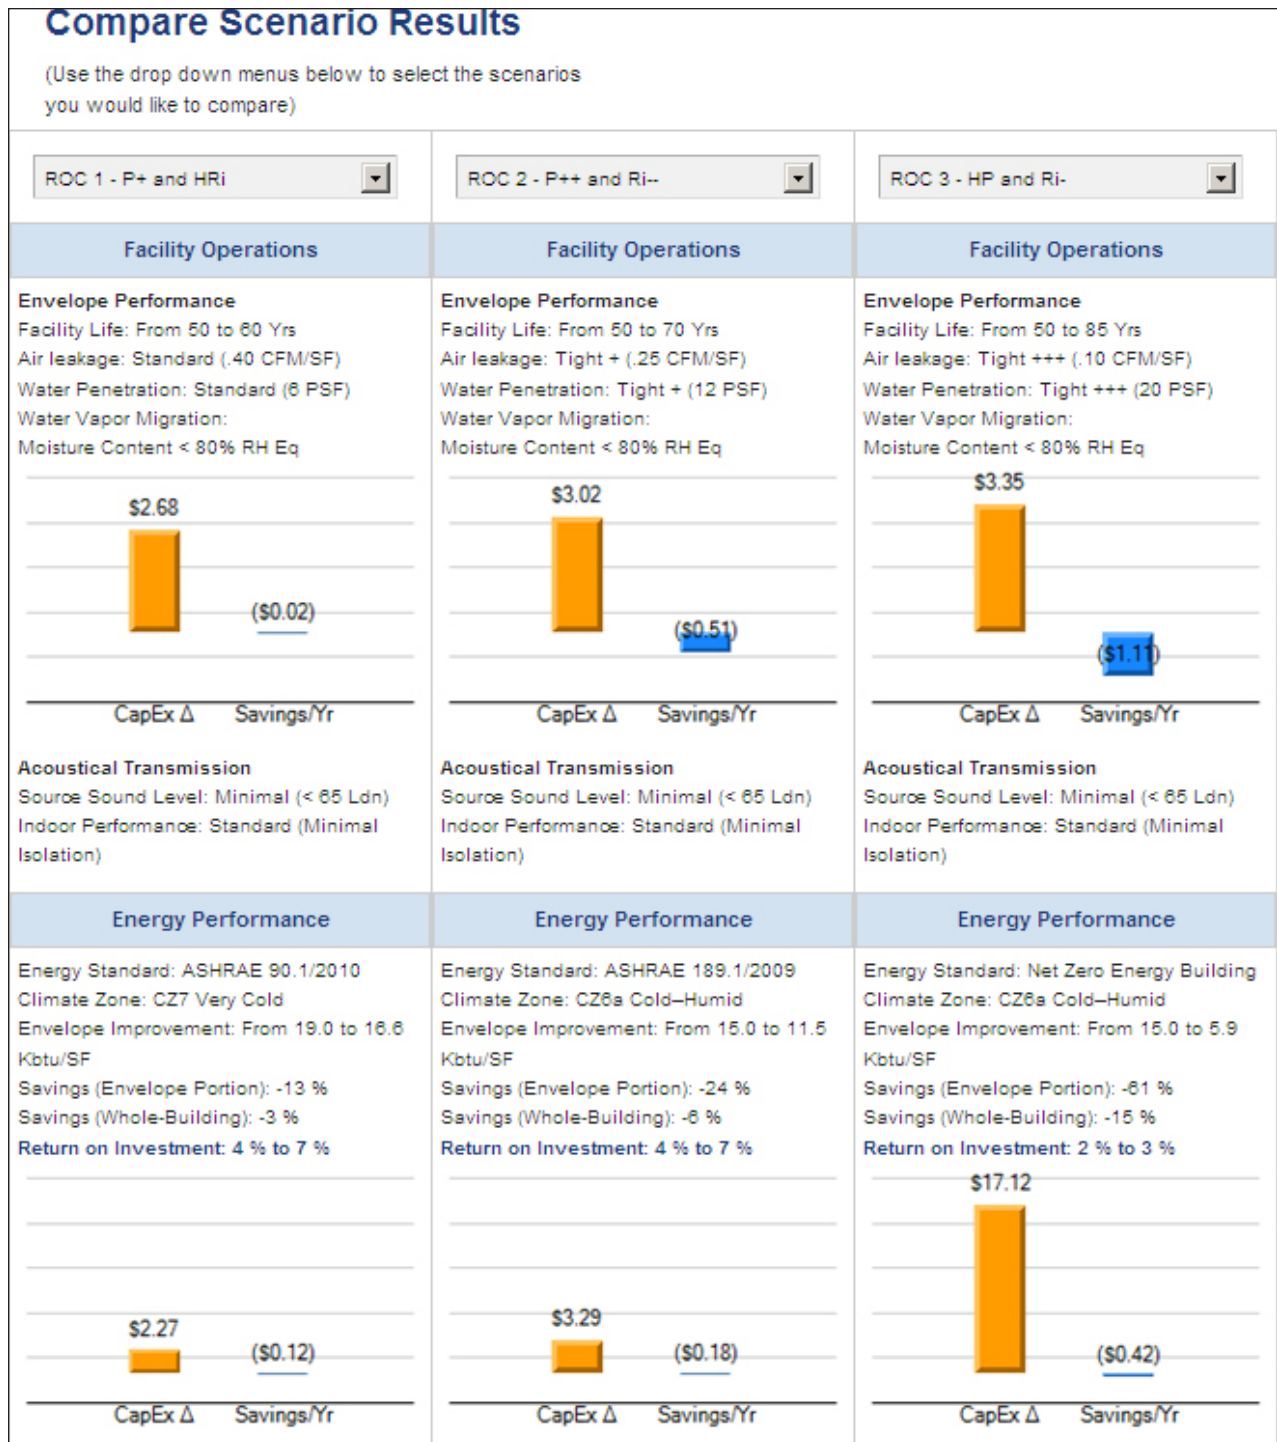 Compare Scenario Results
(Use the drop down menus below to select the scenarios
you would like to compare)
ROC 1 - P+ and HRi
Facility Operations
Envelope Performance
Facility Life: From 50 to 60 Yrs
Air leakage: Standard (.40 CFM/SF)
Water Penetration: Standard (6 PSF)
Water Vapor Migration:
Moisture Content < 80% RH Eq
$2.68
($0.02)
CapEx Δ Savings/Yr
Acoustical Transmission
Source Sound Level: Minimal (< 65 Ldn)
Indoor Performance: Standard (Minimal
Isolation)
Energy Performance
Energy Standard: ASHRAE 90.1/2010
Climate Zone: CZ7 Very Cold
Envelope Improvement: From 19.0 to 16.6
Kbtu/SF
Savings (Envelope Portion): -13 %
Savings (Whole-Building): -3 %
Return on Investment: 4 % to 7 %
$2.27
($0.12)
CapEx Δ Savings/Yr
ROC 2 - P++ and Ri--
Facility Operations
Envelope Performance
Facility Life: From 50 to 70 Yrs
Air leakage: Tight + (.25 CFM/SF)
Water Penetration: Tight + (12 PSF)
Water Vapor Migration:
Moisture Content < 80% RH Eq
$3.02
($0.51)
CapEx Δ Savings/Yr
Acoustical Transmission
Source Sound Level: Minimal (< 65 Ldn)
Indoor Performance: Standard (Minimal
Isolation)
Energy Performance
Energy Standard: ASHRAE 189.1/2009
Climate Zone: CZ6a Cold–Humid
Envelope Improvement: From 15.0 to 11.5
Kbtu/SF
Savings (Envelope Portion): -24 %
Savings (Whole-Building): -6 %
Return on Investment: 4 % to 7 %
$3.29
($0.18)
CapEx Δ Savings/Yr
ROC 3 - HP and Ri-
Facility Operations
Envelope Performance
Facility Life: From 50 to 85 Yrs
Air leakage: Tight +++ (.10 CFM/SF)
Water Penetration: Tight +++ (20 PSF)
Water Vapor Migration:
Moisture Content < 80% RH Eq
$3.35
($1.11)
CapEx Δ Savings/Yr
Acoustical Transmission
Source Sound Level: Minimal (< 65 Ldn)
Indoor Performance: Standard (Minimal
Isolation)
Energy Performance
Energy Standard: Net Zero Energy Building
Climate Zone: CZ6a Cold–Humid
Envelope Improvement: From 15.0 to 5.9
Kbtu/SF
Savings (Envelope Portion): -61 %
Savings (Whole-Building): -15 %
Return on Investment: 2 % to 3 %
$17.12
($0.42)
CapEx Δ Savings/Yr